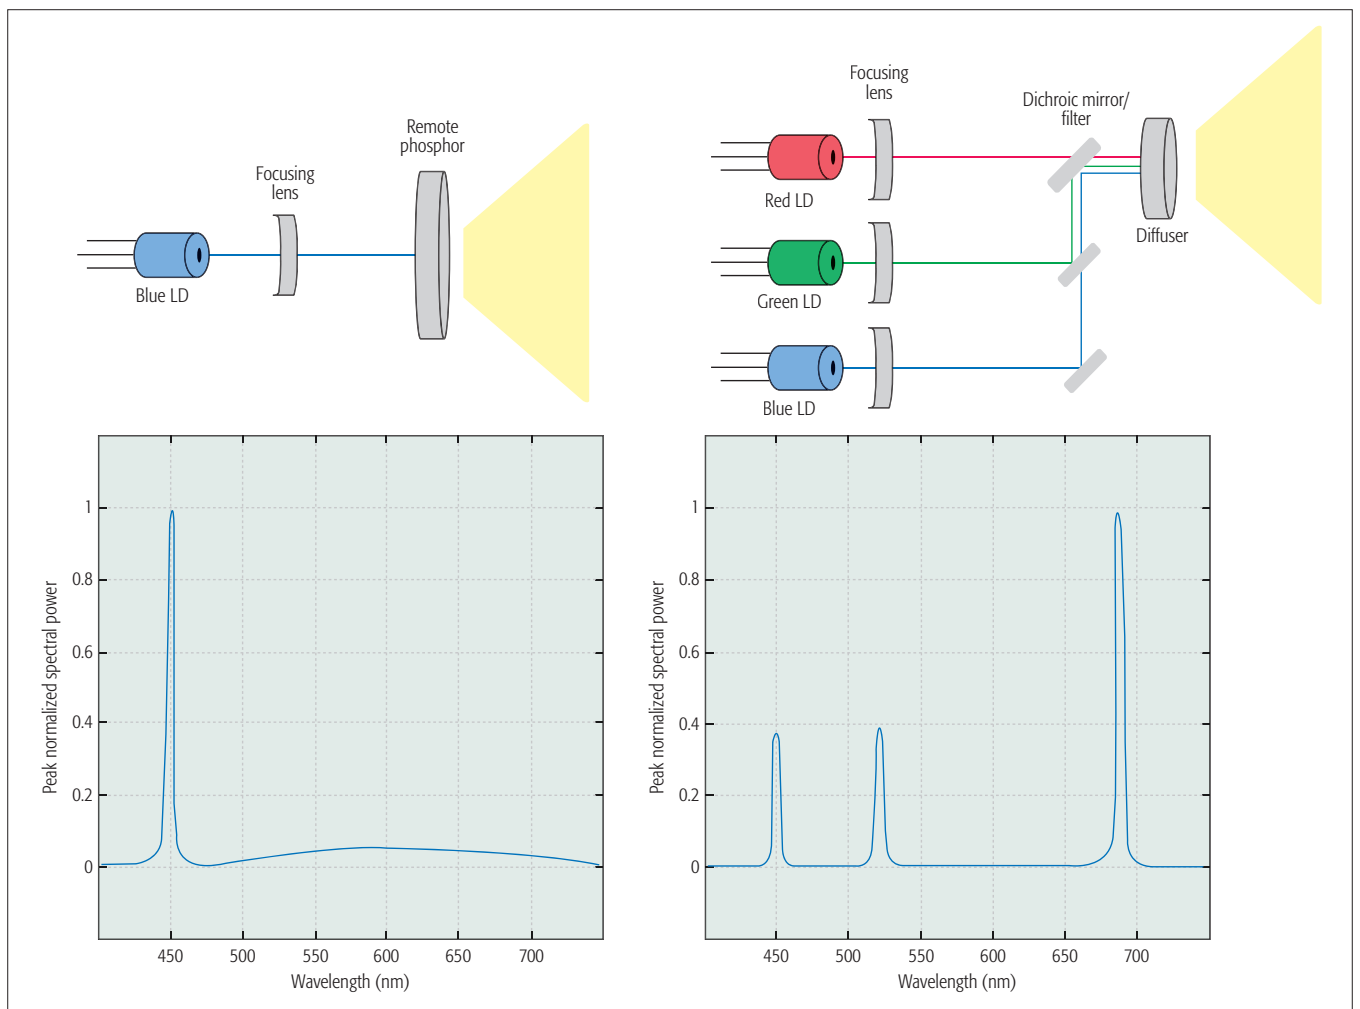 Focusing
lens
Remote
phosphor
Blue LD
Focusing
lens
Dichroic mirror/
filter
Red LD
Green LD
Blue LD
Diffuser
Peak normalized spectral power
1
0.8
0.6
0.4
0.2
0
450 500 550 600 650 700
Wavelength (nm)
Peak normalized spectral power
1
0.8
0.6
0.4
0.2
0
450 500 550 600 650 700
Wavelength (nm)